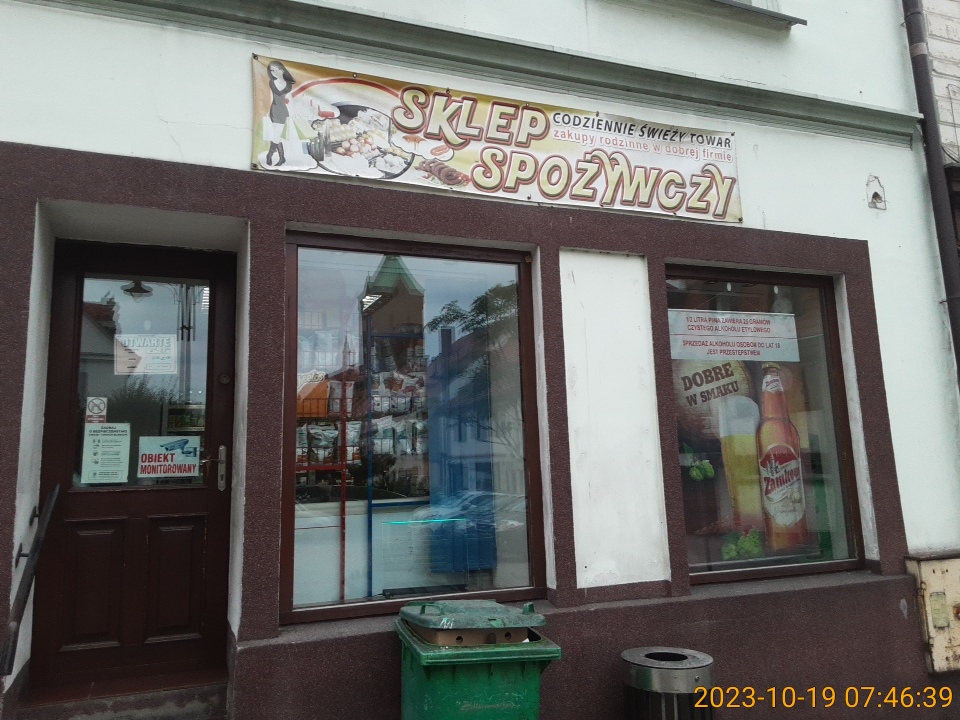 SKLEP
SPOŻYWCZY
CODZIENNIE ŚWIEŻY TOWAR
zakupy rodzinne w dobrej firmie
OTWARTE
OBIEKT
MONITOROWANY
1/2 LITRA PIWA ZAWIERA 25 GRAMÓW
CZYSTEGO ALKOHOLU ETYLOWEGO
SPRZEDAŻ ALKOHOLU OSOBOM DO LAT 18
JEST PRZESTĘPSTWEM
DOBRE
W SMAKU
Zamkowe
2023-10-19 07:46:39